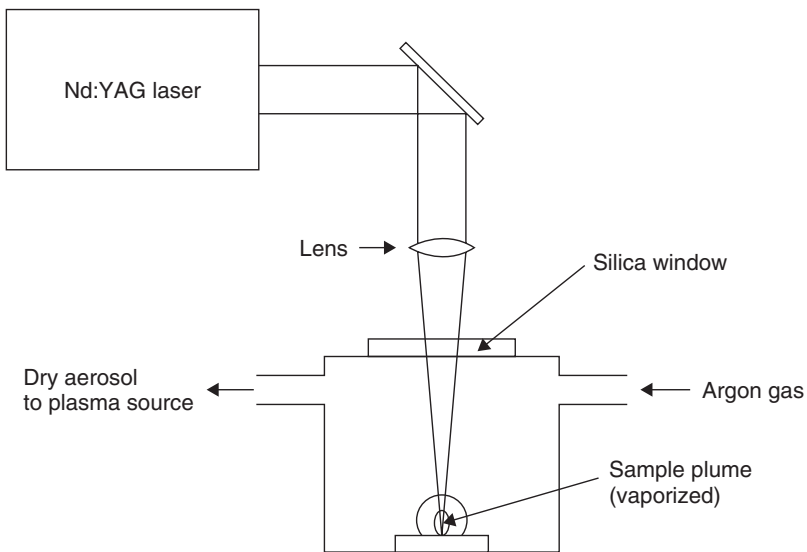 Nd:YAG laser
Lens
Silica window
Dry aerosol
to plasma source
Argon gas
Sample plume
(vaporized)